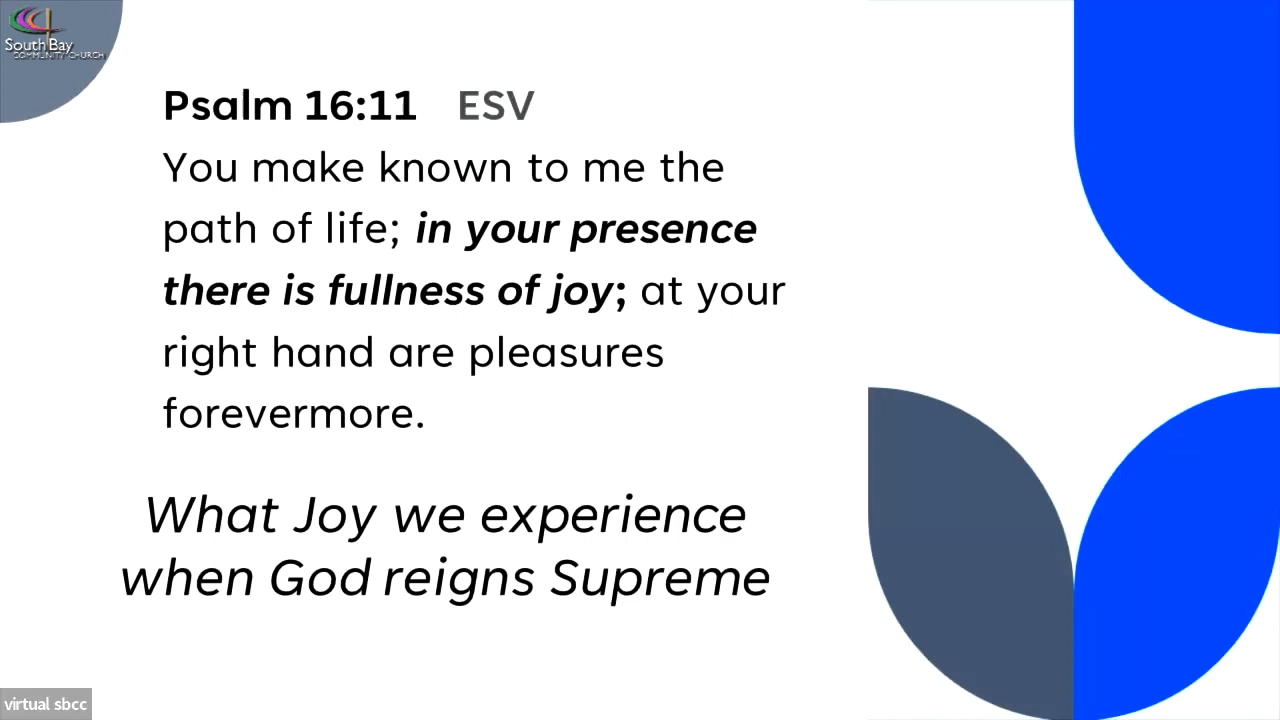 South Bay
COMMUNITY CHURCH
Psalm 16:11 ESV
You make known to me the
path of life; in your presence
there is fullness of joy; at your
right hand are pleasures
forevermore.
What Joy we experience
when God reigns Supreme
virtual sbcc